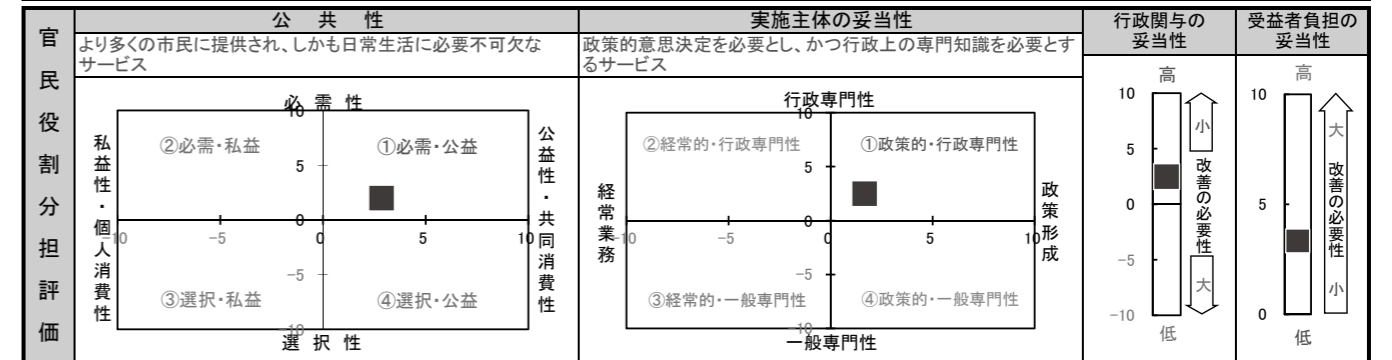 官民役割分担評価
公共性
実施主体の妥当性
行政関与の
妥当性
受益者負担の
妥当性
より多くの市民に提供され、しかも日常生活に必要不可欠な
サービス
政策的意思決定を必要とし、かつ行政上の専門知識を必要とす
るサービス
必需性
10
私益性・個人消費性
②必需・私益
①必需・公益
公益性・共同消費性
5
0
-10
-5
0
5
10
-5
③選択・私益
④選択・公益
-10
選択性
行政専門性
10
②経常的・行政専門性
①政策的・行政専門性
5
経常業務
政策形成
0
-10
-5
0
5
10
-5
③経常的・一般専門性
④政策的・一般専門性
-10
一般専門性
高
10
小
5
改善の必要性
0
-5
大
-10
低
高
10
大
改善の必要性
5
小
0
低